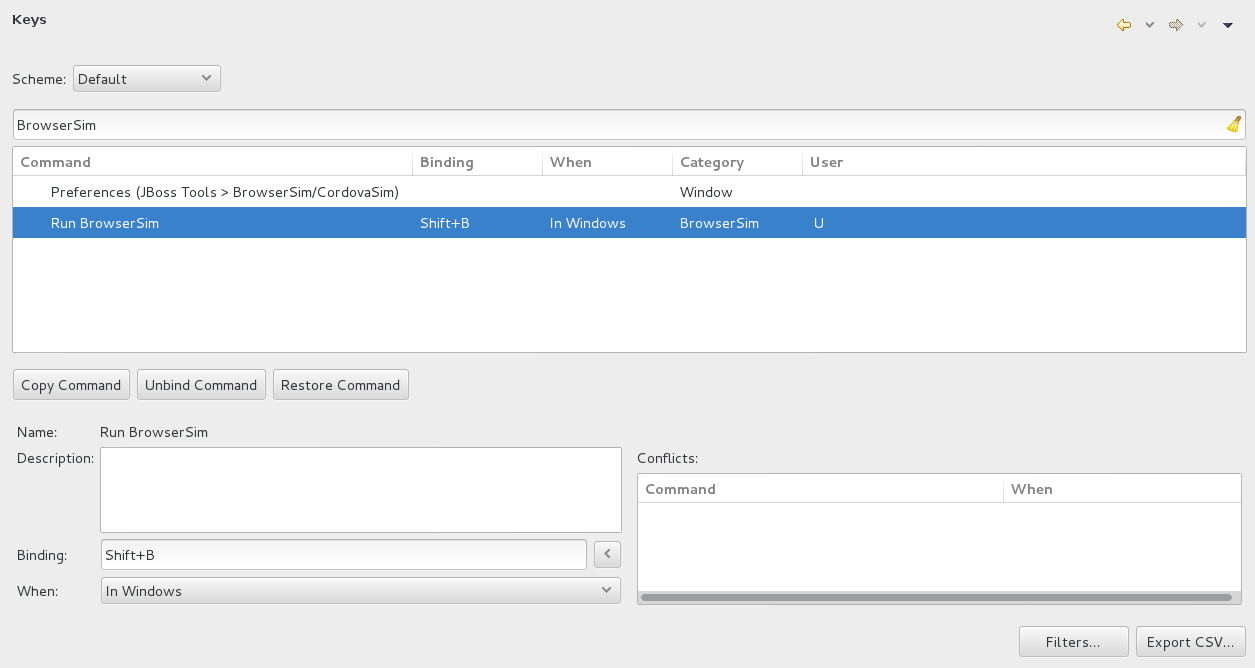 Keys
Scheme: Default
BrowserSim
Command Binding When Category User
Preferences (JBoss Tools > BrowserSim/CordovaSim) Window
Run BrowserSim Shift+B In Windows BrowserSim U
Copy Command Unbind Command Restore Command
Name: Run BrowserSim
Description: Conflicts:
Command When
Binding: Shift+B
When: In Windows
Filters... Export CSV...